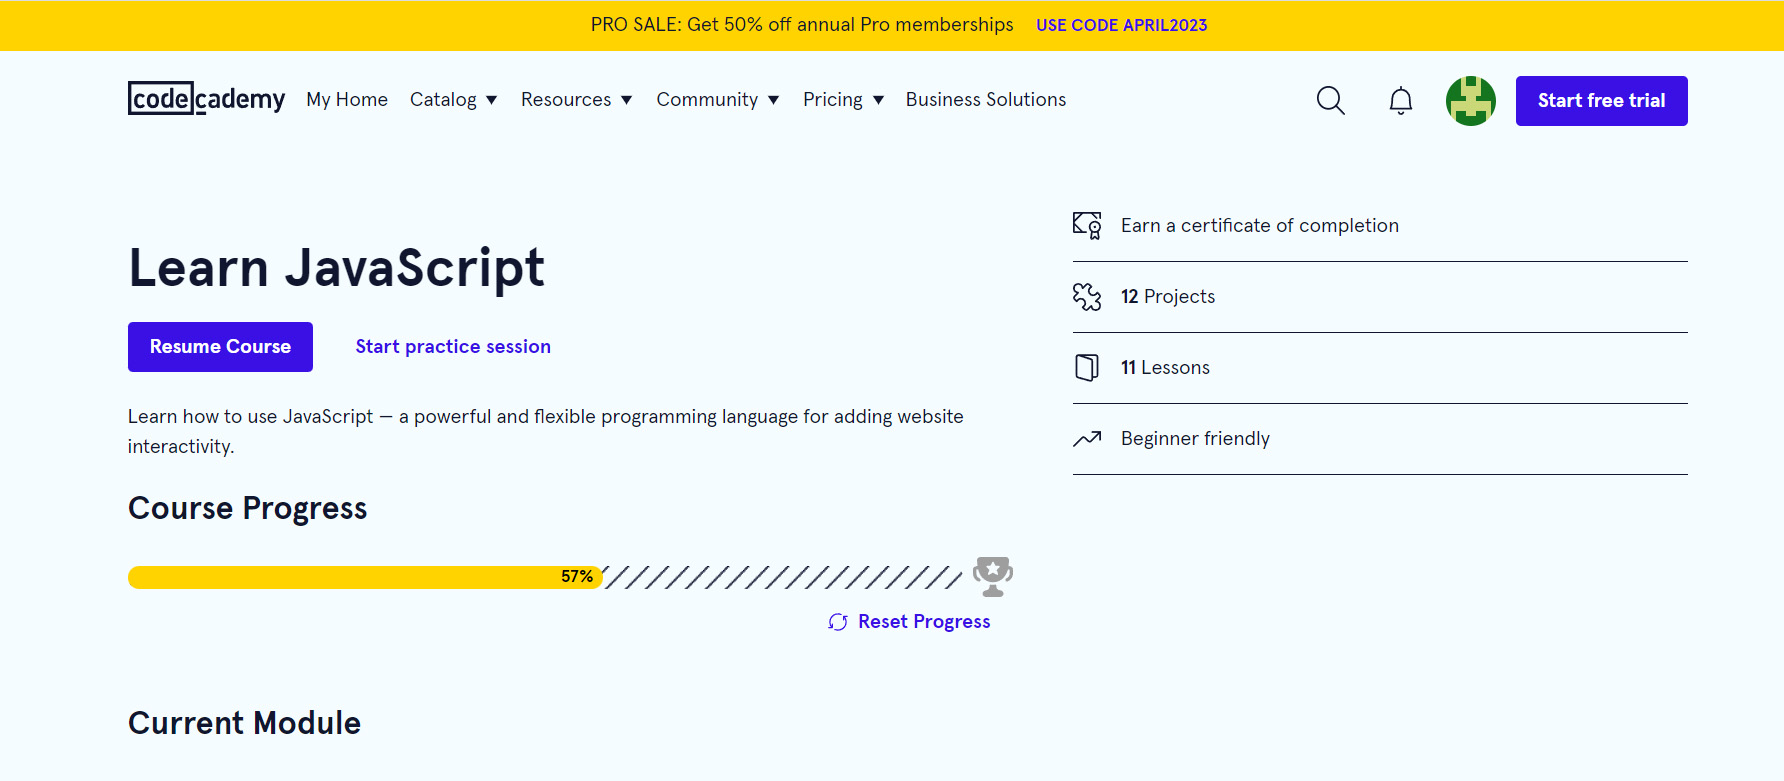 PRO SALE: Get 50% off annual Pro memberships USE CODE APRIL2023
codecademy My Home Catalog Resources Community Pricing Business Solutions Start free trial
Learn JavaScript
Resume Course Start practice session
Learn how to use JavaScript — a powerful and flexible programming language for adding website
interactivity.
Earn a certificate of completion
12 Projects
11 Lessons
Beginner friendly
Course Progress
57%
Reset Progress
Current Module